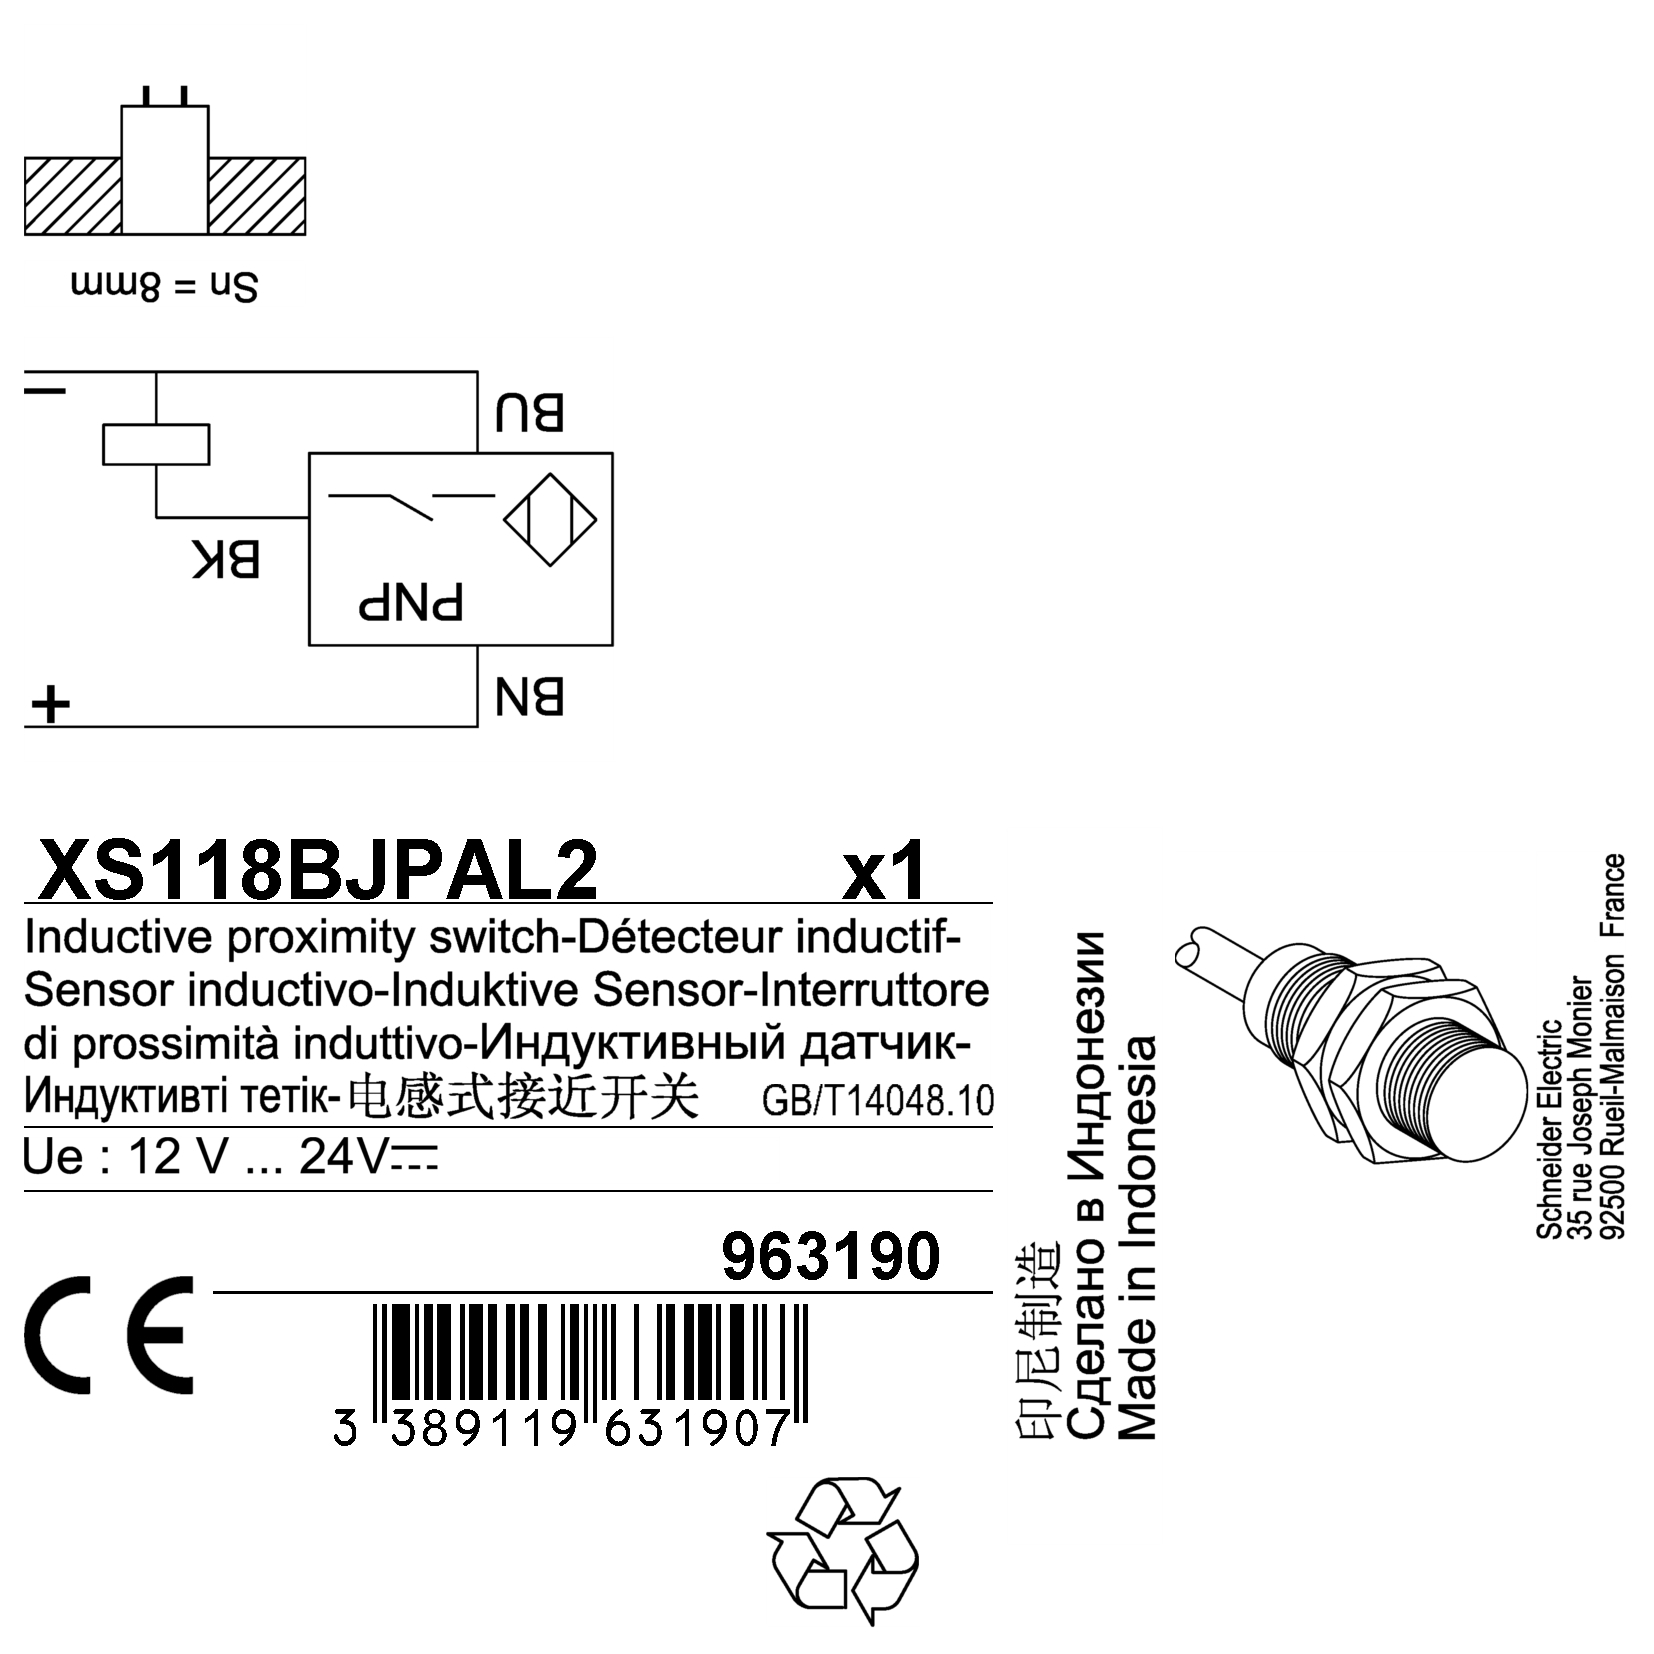 Sn = 8mm
−
BU
BK
PNP
BN
+
XS118BJPAL2 x1
Inductive proximity switch-Détecteur inductif-
Sensor inductivo-Induktive Sensor-Interruttore
di prossimità induttivo-Индуктивный датчик-
Индуктивті тетік-电感式接近开关 GB/T14048.10
Ue : 12 V ... 24V⎓
963190
CE
3 389119 631907
印尼制造
Сделано в Индонезии
Made in Indonesia
Schneider Electric
35 rue Joseph Monier
92500 Rueil-Malmaison France